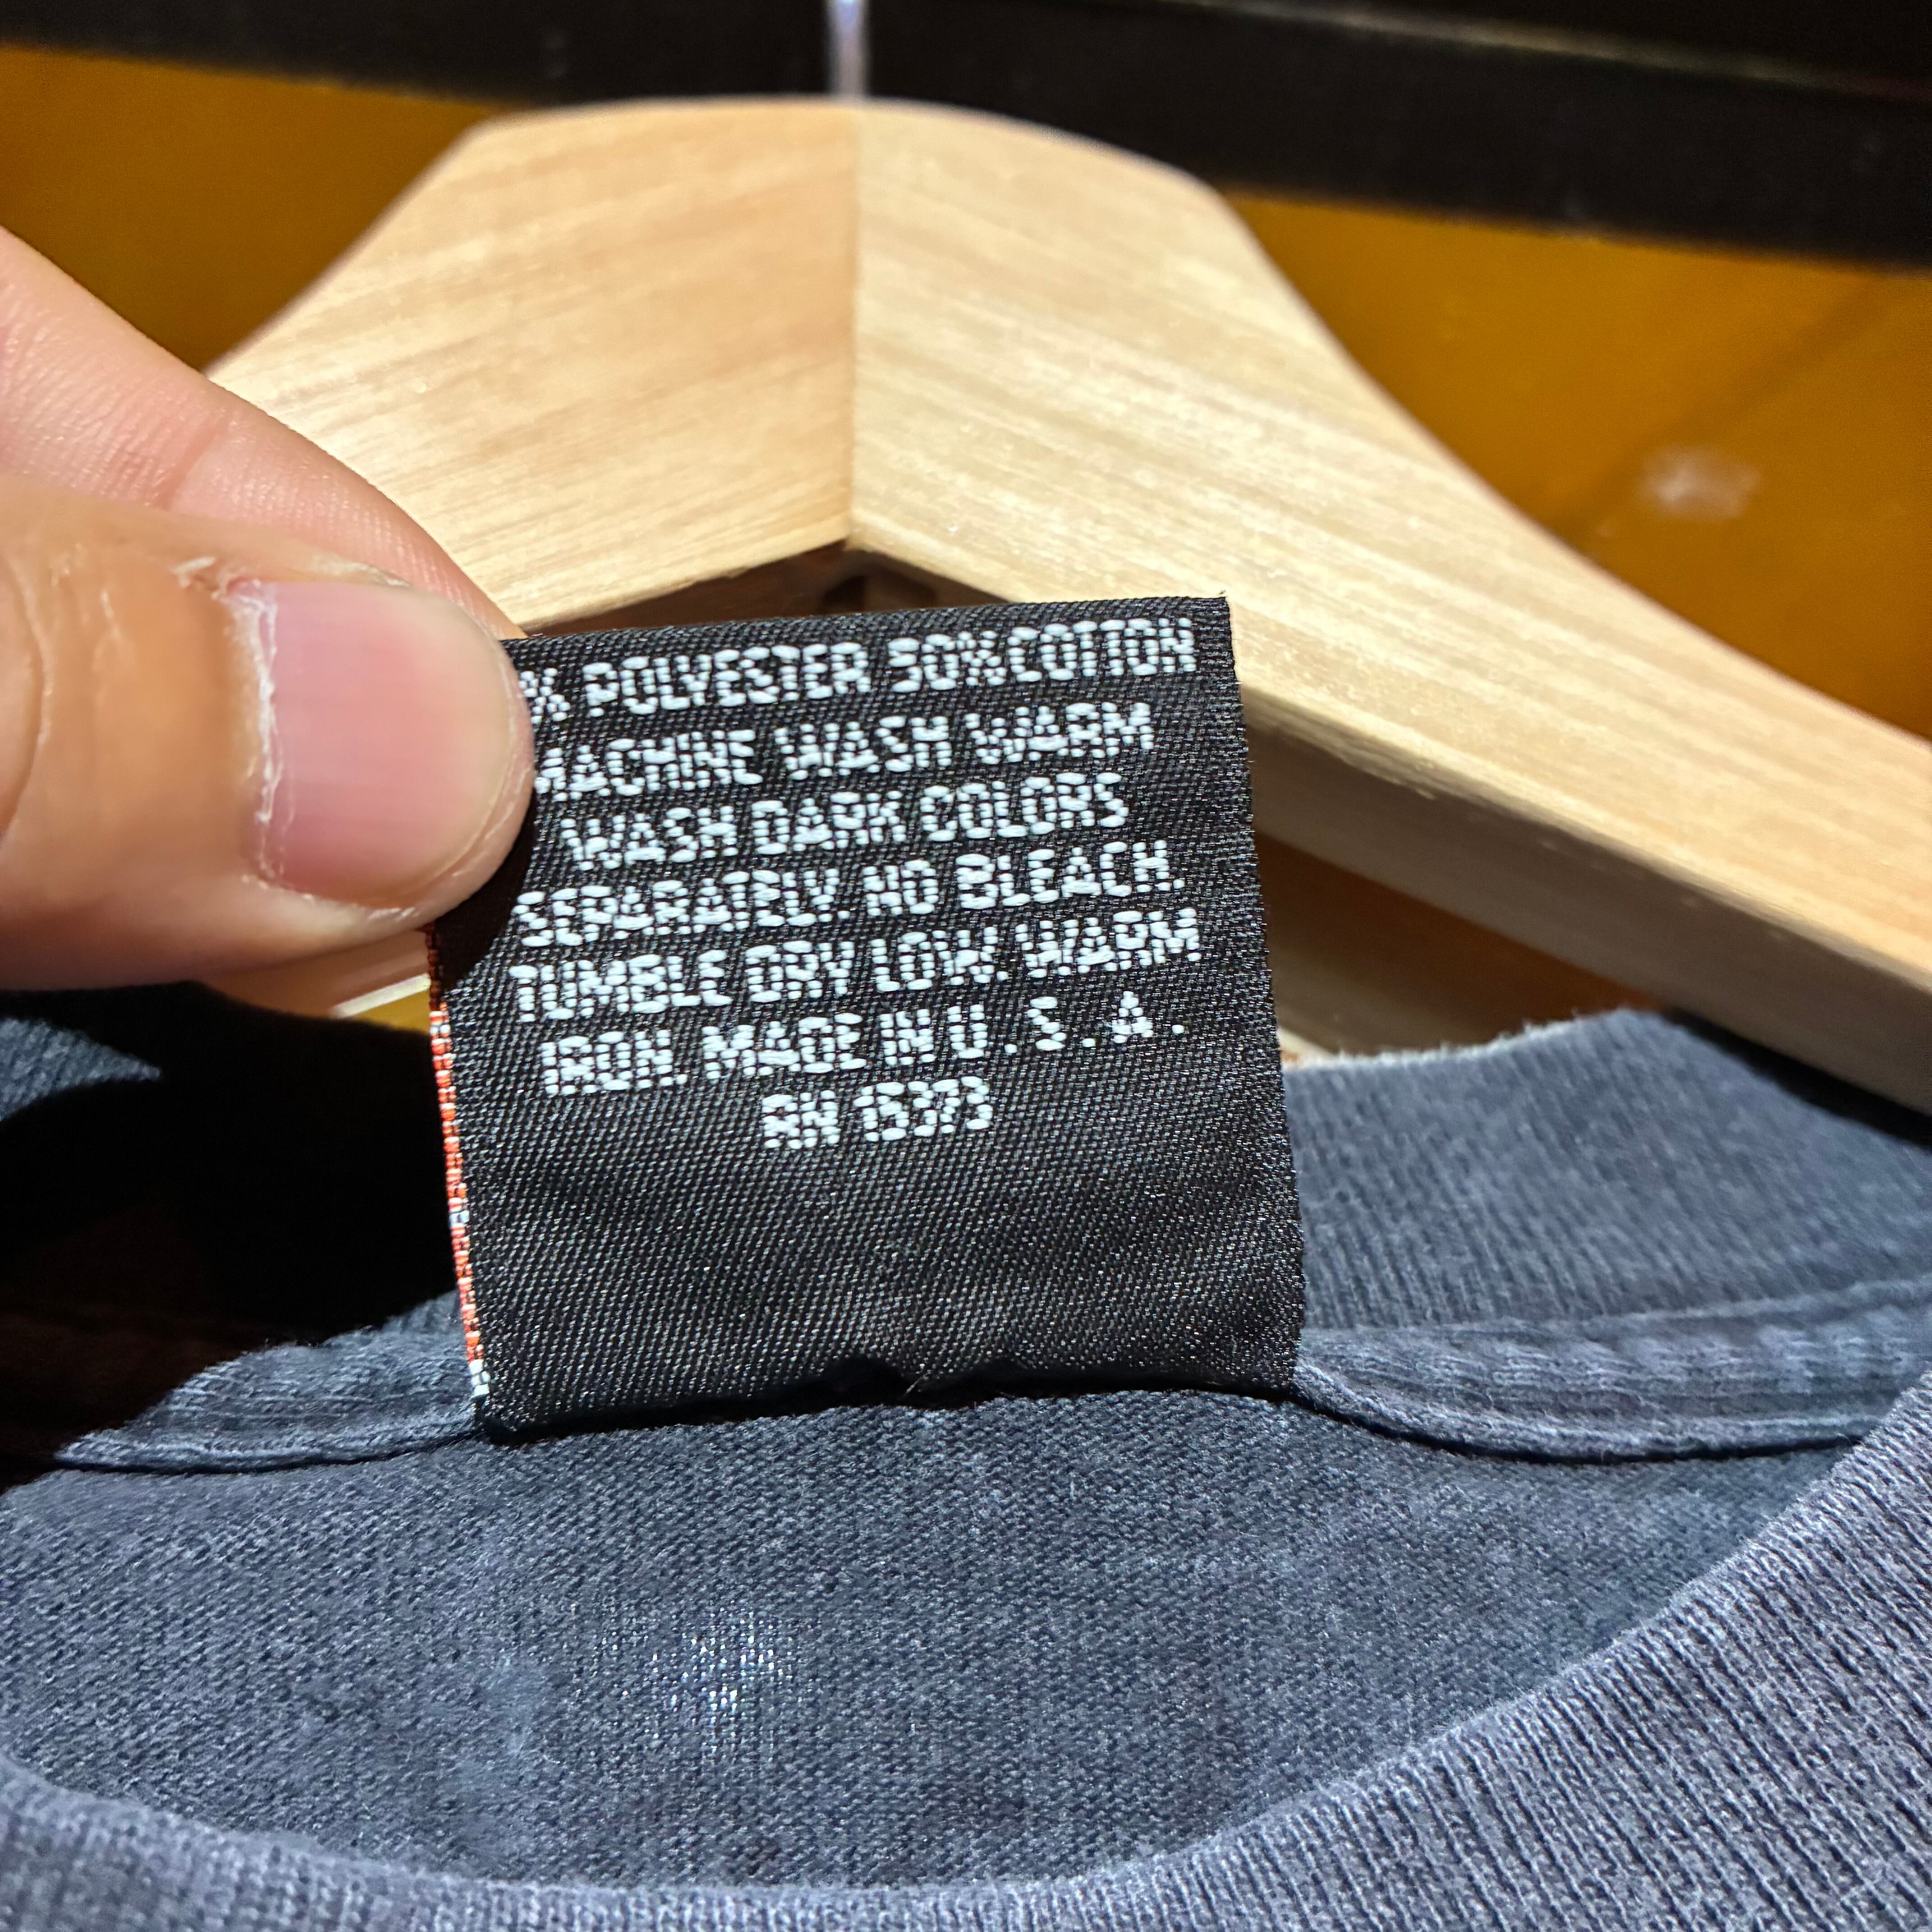 % POLYESTER 50% COTTON
MACHINE WASH WARM
WASH DARK COLORS
SEPARATELY. NO BLEACH.
TUMBLE DRY LOW. WARM
IRON. MADE IN U.S.A.
RN 15373